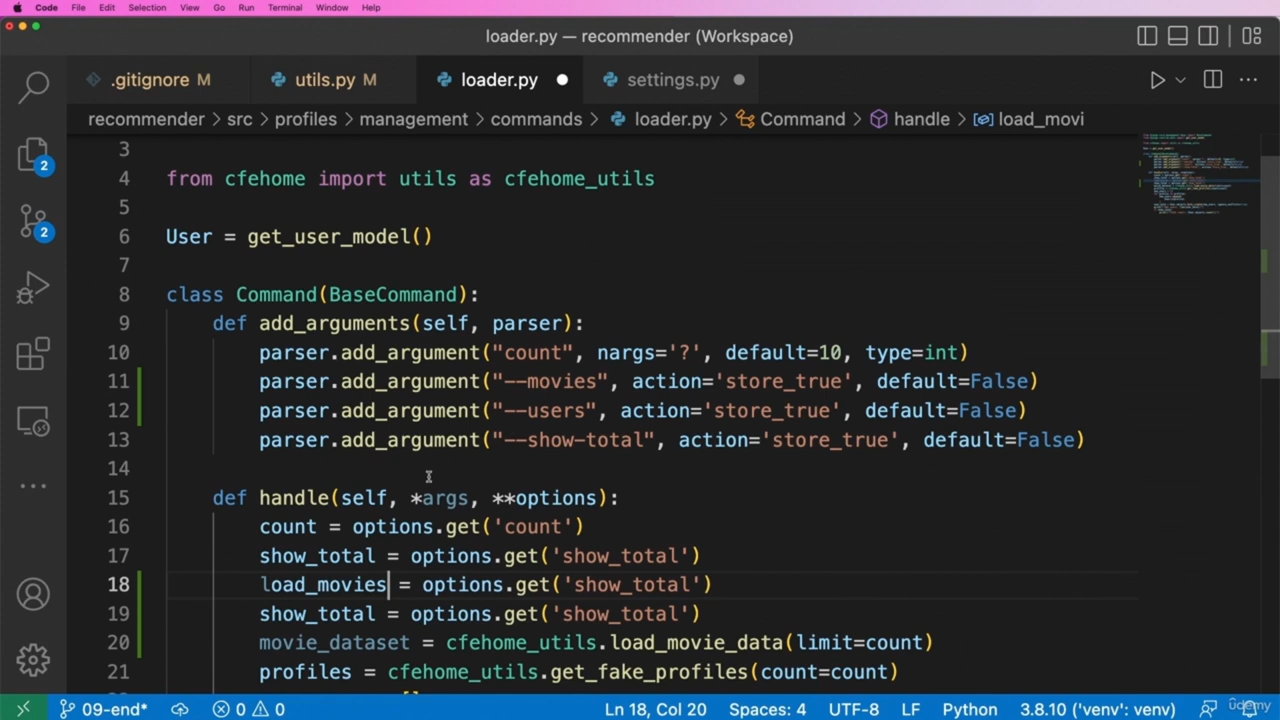 Code File Edit Selection View Go Run Terminal Window Help
loader.py — recommender (Workspace)
.gitignore M utils.py M loader.py settings.py
recommender > src > profiles > management > commands > loader.py > Command > handle > load_movi
3
4 from cfehome import utils as cfehome_utils
5
6 User = get_user_model()
7
8 class Command(BaseCommand):
9 def add_arguments(self, parser):
10 parser.add_argument("count", nargs='?', default=10, type=int)
11 parser.add_argument("--movies", action='store_true', default=False)
12 parser.add_argument("--users", action='store_true', default=False)
13 parser.add_argument("--show-total", action='store_true', default=False)
14
15 def handle(self, *args, **options):
16 count = options.get('count')
17 show_total = options.get('show_total')
18 load_movies = options.get('show_total')
19 show_total = options.get('show_total')
20 movie_dataset = cfehome_utils.load_movie_data(limit=count)
21 profiles = cfehome_utils.get_fake_profiles(count=count)
2
2
09-end* 0 0 Ln 18, Col 20 Spaces: 4 UTF-8 LF Python 3.8.10 ('venv': venv)
udemy